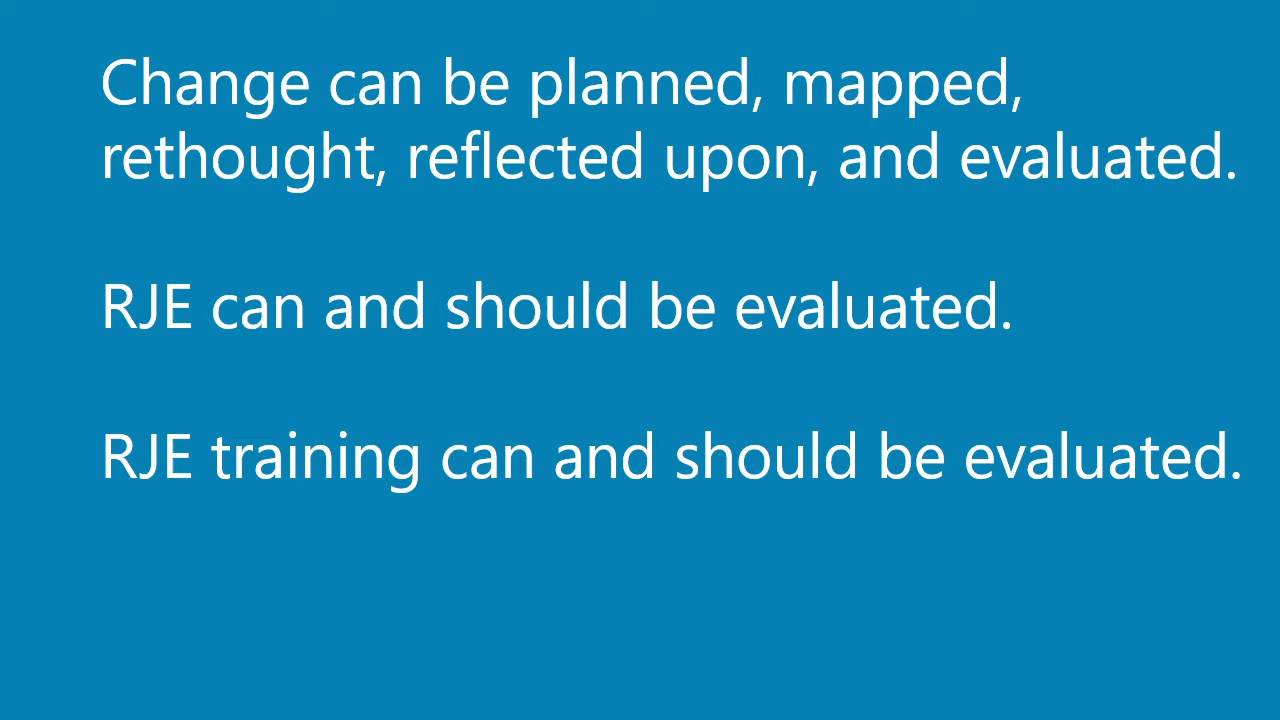 Change can be planned, mapped,
rethought, reflected upon, and evaluated.
RJE can and should be evaluated.
RJE training can and should be evaluated.